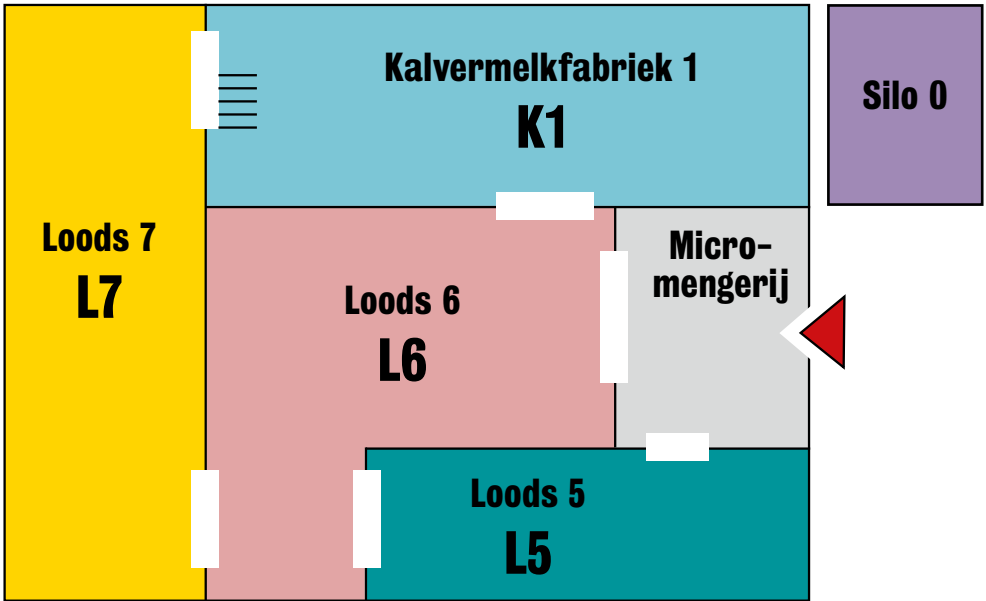 Kalvermelkfabriek 1
K1
Silo 0
Loods 7
L7
Loods 6
L6
Micro-
mengerij
Loods 5
L5